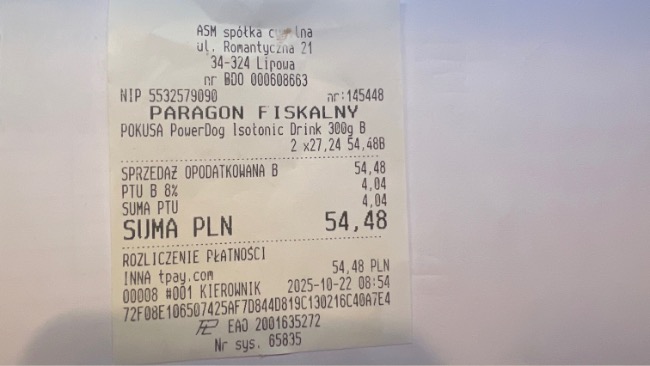 ASM spółka c lna
ul. Romantyczna 21
34-324 Lipowa
nr BDO 000608663
NIP 5532579090 nr:145448
PARAGON FISKALNY
POKUSA PowerDog Isotonic Drink 300g B
2 x27,24 54,48B
SPRZEDAŻ OPODATKOWANA B 54,48
PTU B 8% 4,04
SUMA PTU 4,04
SUMA PLN 54,48
ROZLICZENIE PŁATNOŚCI
INNA tpay.com 54,48 PLN
00008 #001 KIEROWNIK 2025-10-22 08:54
72F08E106507425AF7D844D819C130216C40A7E4
EAO 2001635272
Nr sys. 65835